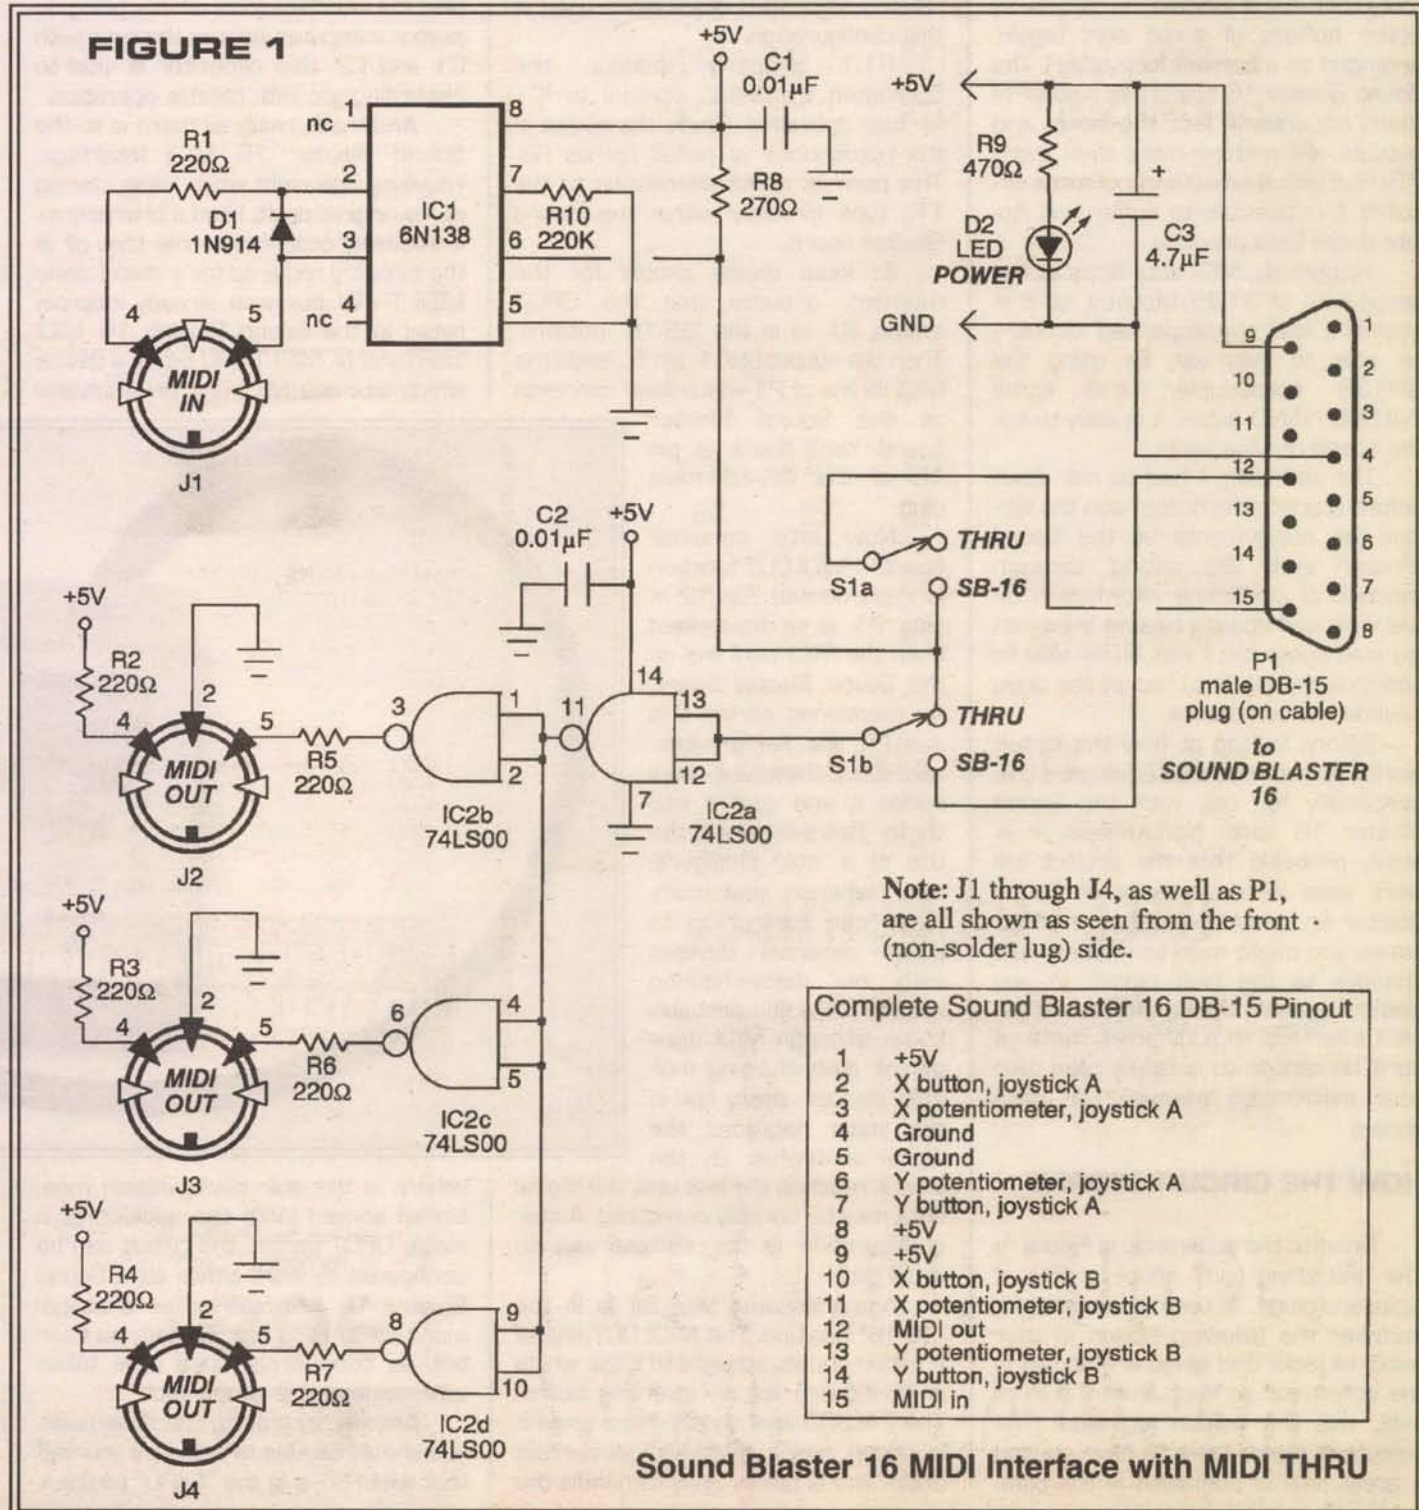 FIGURE 1
+5V
C1
0.01µF
+5V
R9
470Ω
+
D2
LED
POWER
C3
4.7µF
GND
R1
220Ω
D1
1N914
nc
nc
1
2
3
4
IC1
6N138
8
7
6
5
R10
220K
R8
270Ω
4
5
MIDI
IN
J1
9
10
11
12
13
14
15
1
2
3
4
5
6
7
8
P1
male DB-15
plug (on cable)
to
SOUND BLASTER
16
S1a
THRU
SB-16
S1b
THRU
SB-16
C2
0.01µF
+5V
14
13
12
11
7
IC2a
74LS00
+5V
R2
220Ω
4
2
5
MIDI
OUT
J2
R5
220Ω
3
1
2
IC2b
74LS00
+5V
R3
220Ω
4
2
5
MIDI
OUT
J3
R6
220Ω
6
4
5
IC2c
74LS00
+5V
R4
220Ω
4
2
5
MIDI
OUT
J4
R7
220Ω
8
9
10
IC2d
74LS00
Note: J1 through J4, as well as P1,
are all shown as seen from the front
(non-solder lug) side.
Complete Sound Blaster 16 DB-15 Pinout
1 +5V
2 X button, joystick A
3 X potentiometer, joystick A
4 Ground
5 Ground
6 Y potentiometer, joystick A
7 Y button, joystick A
8 +5V
9 +5V
10 X button, joystick B
11 X potentiometer, joystick B
12 MIDI out
13 Y potentiometer, joystick B
14 Y button, joystick B
15 MIDI in
Sound Blaster 16 MIDI Interface with MIDI THRU